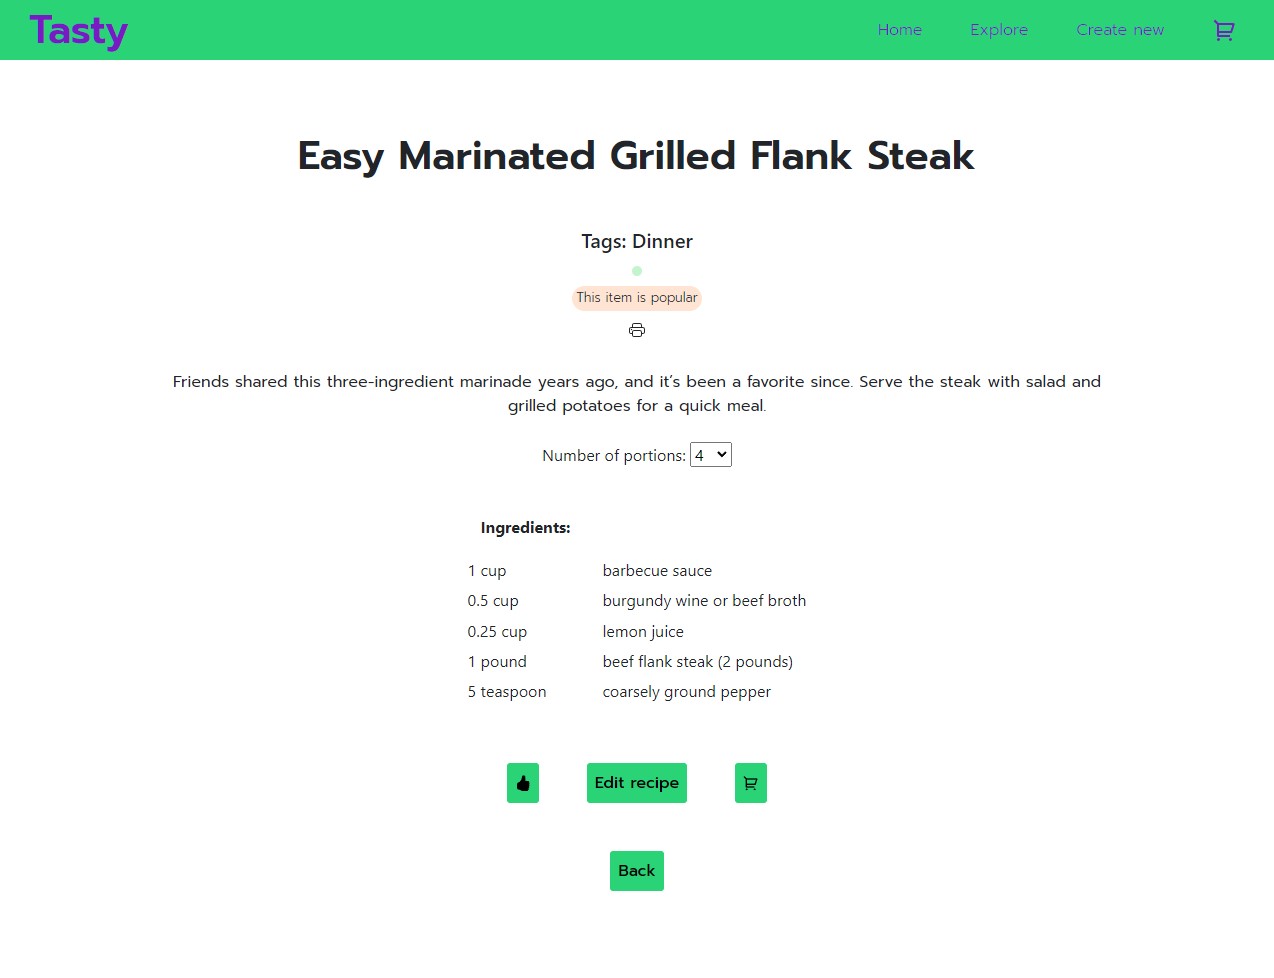 Tasty
Home Explore Create new
Easy Marinated Grilled Flank Steak
Tags: Dinner
This item is popular
Friends shared this three-ingredient marinade years ago, and it’s been a favorite since. Serve the steak with salad and
grilled potatoes for a quick meal.
Number of portions: 4
Ingredients:
1 cup barbecue sauce
0.5 cup burgundy wine or beef broth
0.25 cup lemon juice
1 pound beef flank steak (2 pounds)
5 teaspoon coarsely ground pepper
Edit recipe
Back